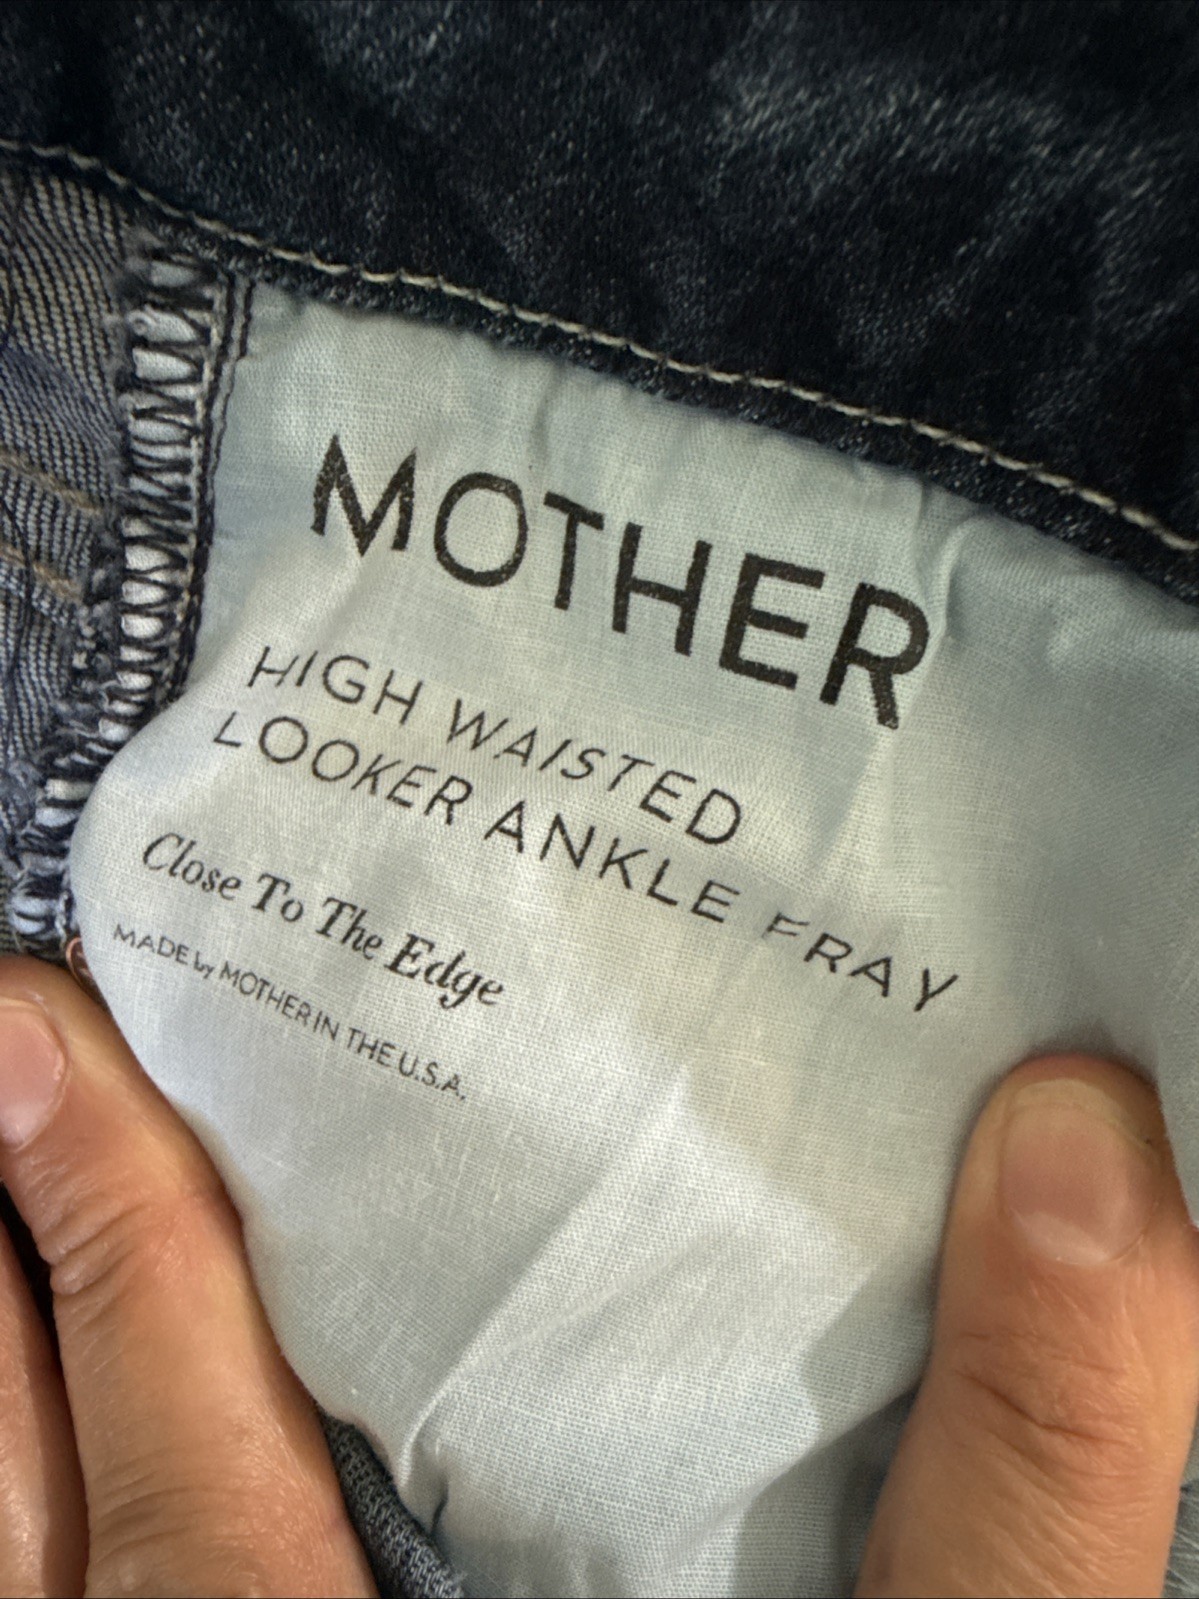 MOTHER
HIGH WAISTED
LOOKER ANKLE FRAY
Close To The Edge
MADE by MOTHER IN THE U.S.A.